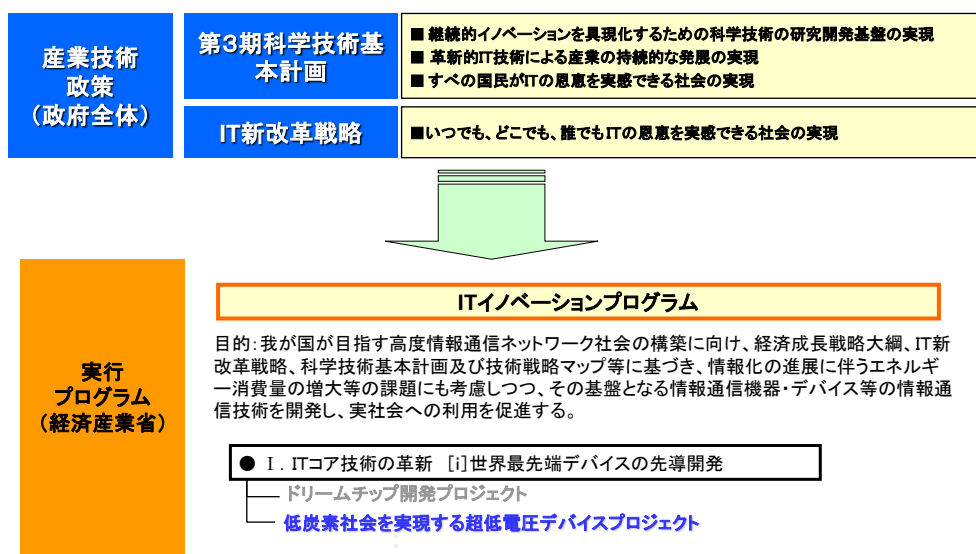 産業技術
政策
（政府全体）
第３期科学技術基
本計画
■ 継続的イノベーションを具現化するための科学技術の研究開発基盤の実現
■ 革新的IT技術による産業の持続的な発展の実現
■ すべの国民がITの恩恵を実感できる社会の実現
IT新改革戦略
■いつでも、どこでも、誰でもITの恩恵を実感できる社会の実現
実行
プログラム
（経済産業省）
ITイノベーションプログラム
目的：我が国が目指す高度情報通信ネットワーク社会の構築に向け、経済成長戦略大綱、IT新
改革戦略、科学技術基本計画及び技術戦略マップ等に基づき、情報化の進展に伴うエネルギ
ー消費量の増大等の課題にも考慮しつつ、その基盤となる情報通信機器・デバイス等の情報通
信技術を開発し、実社会への利用を促進する。
● Ⅰ．ITコア技術の革新 [i]世界最先端デバイスの先導開発
ドリームチップ開発プロジェクト
低炭素社会を実現する超低電圧デバイスプロジェクト